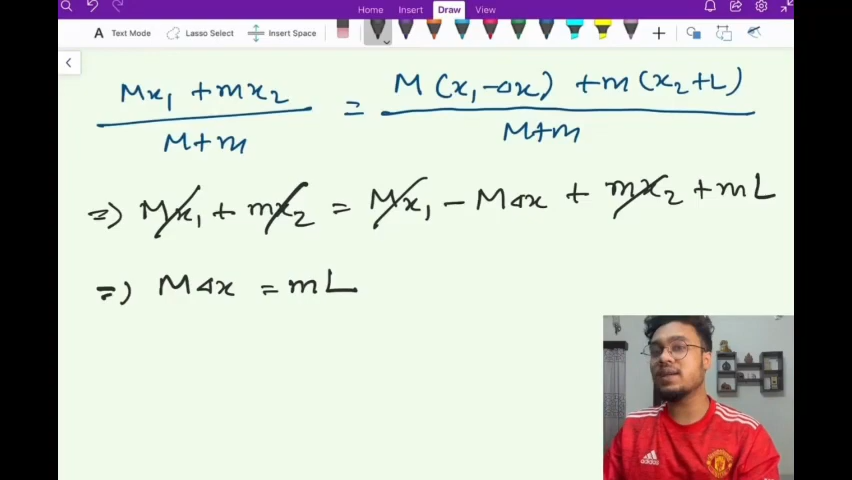 Home Insert Draw View
A Text Mode Lasso Select Insert Space
Mx₁ + mx₂ / M+m = M(x₁-Δx) + m(x₂+L) / M+m
=> Mx₁ + mx₂ = Mx₁ - MΔx + mx₂ + mL
=> MΔx = mL
adidas